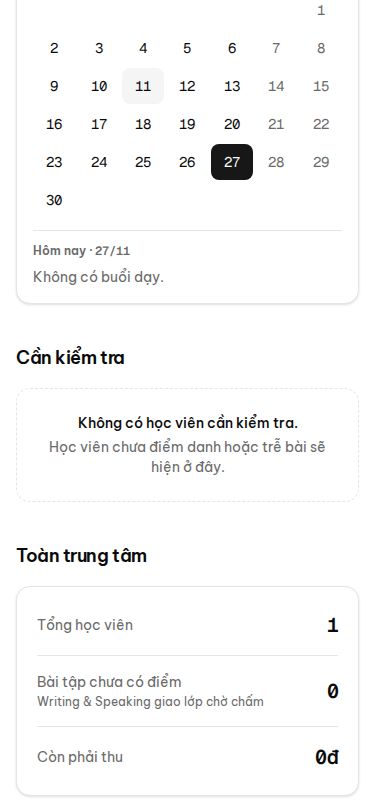 1
2 3 4 5 6 7 8
9 10 11 12 13 14 15
16 17 18 19 20 21 22
23 24 25 26 27 28 29
30
Hôm nay · 27/11
Không có buổi dạy.
Cần kiểm tra
Không có học viên cần kiểm tra.
Học viên chưa điểm danh hoặc trễ bài sẽ
hiện ở đây.
Toàn trung tâm
Tổng học viên 1
Bài tập chưa có điểm 0
Writing & Speaking giao lớp chờ chấm
Còn phải thu 0đ